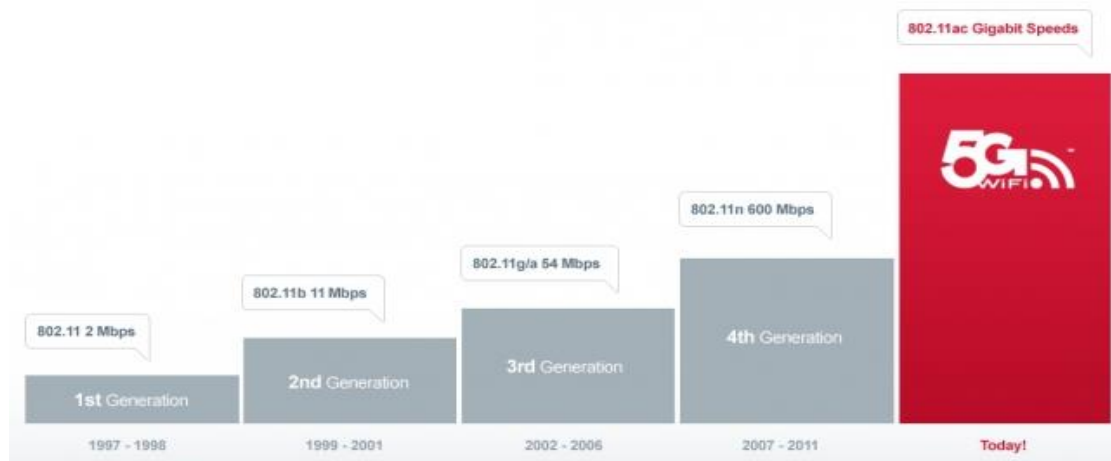 802.11ac Gigabit Speeds
5G™
WiFi
802.11n 600 Mbps
802.11g/a 54 Mbps
802.11b 11 Mbps
802.11 2 Mbps
1st Generation
2nd Generation
3rd Generation
4th Generation
1997 - 1998
1999 - 2001
2002 - 2006
2007 - 2011
Today!